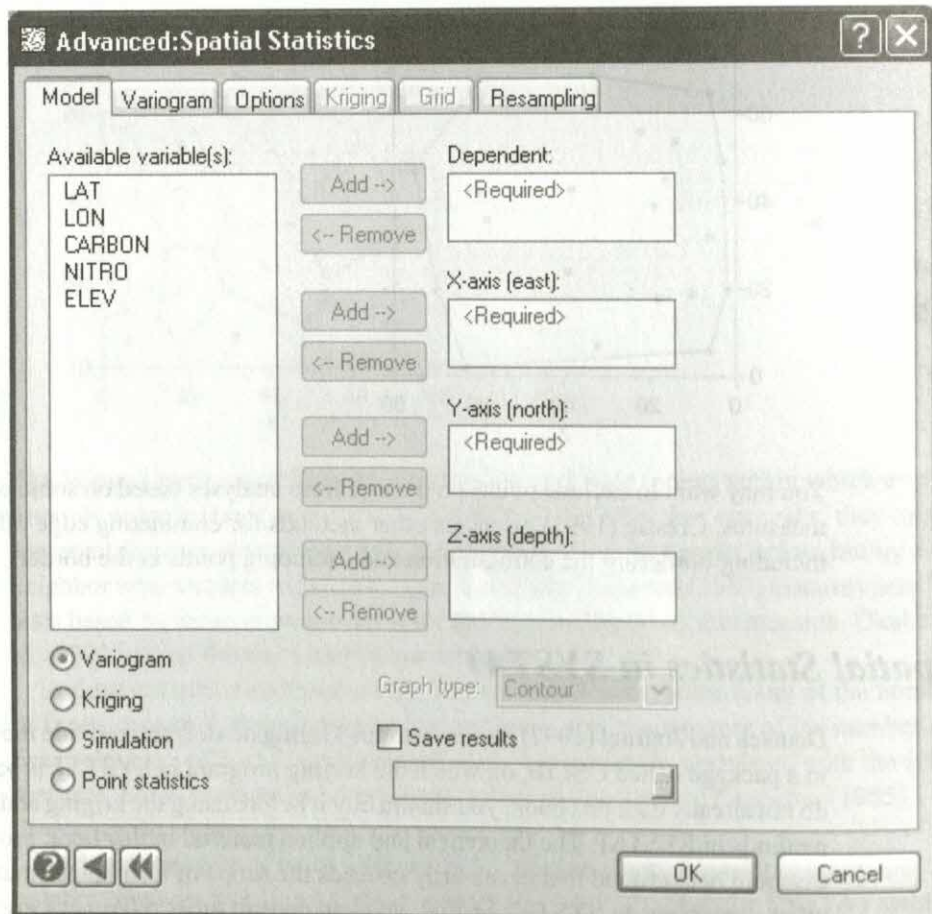 Advanced:Spatial Statistics
Model Variogram Options Kriging Grid Resampling
Available variable(s):
LAT
LON
CARBON
NITRO
ELEV
Add -->
<-- Remove
Dependent:
<Required>
Add -->
<-- Remove
X-axis (east):
<Required>
Add -->
<-- Remove
Y-axis (north):
<Required>
Add -->
<-- Remove
Z-axis (depth):
Variogram
Kriging
Simulation
Point statistics
Graph type: Contour
Save results
OK Cancel